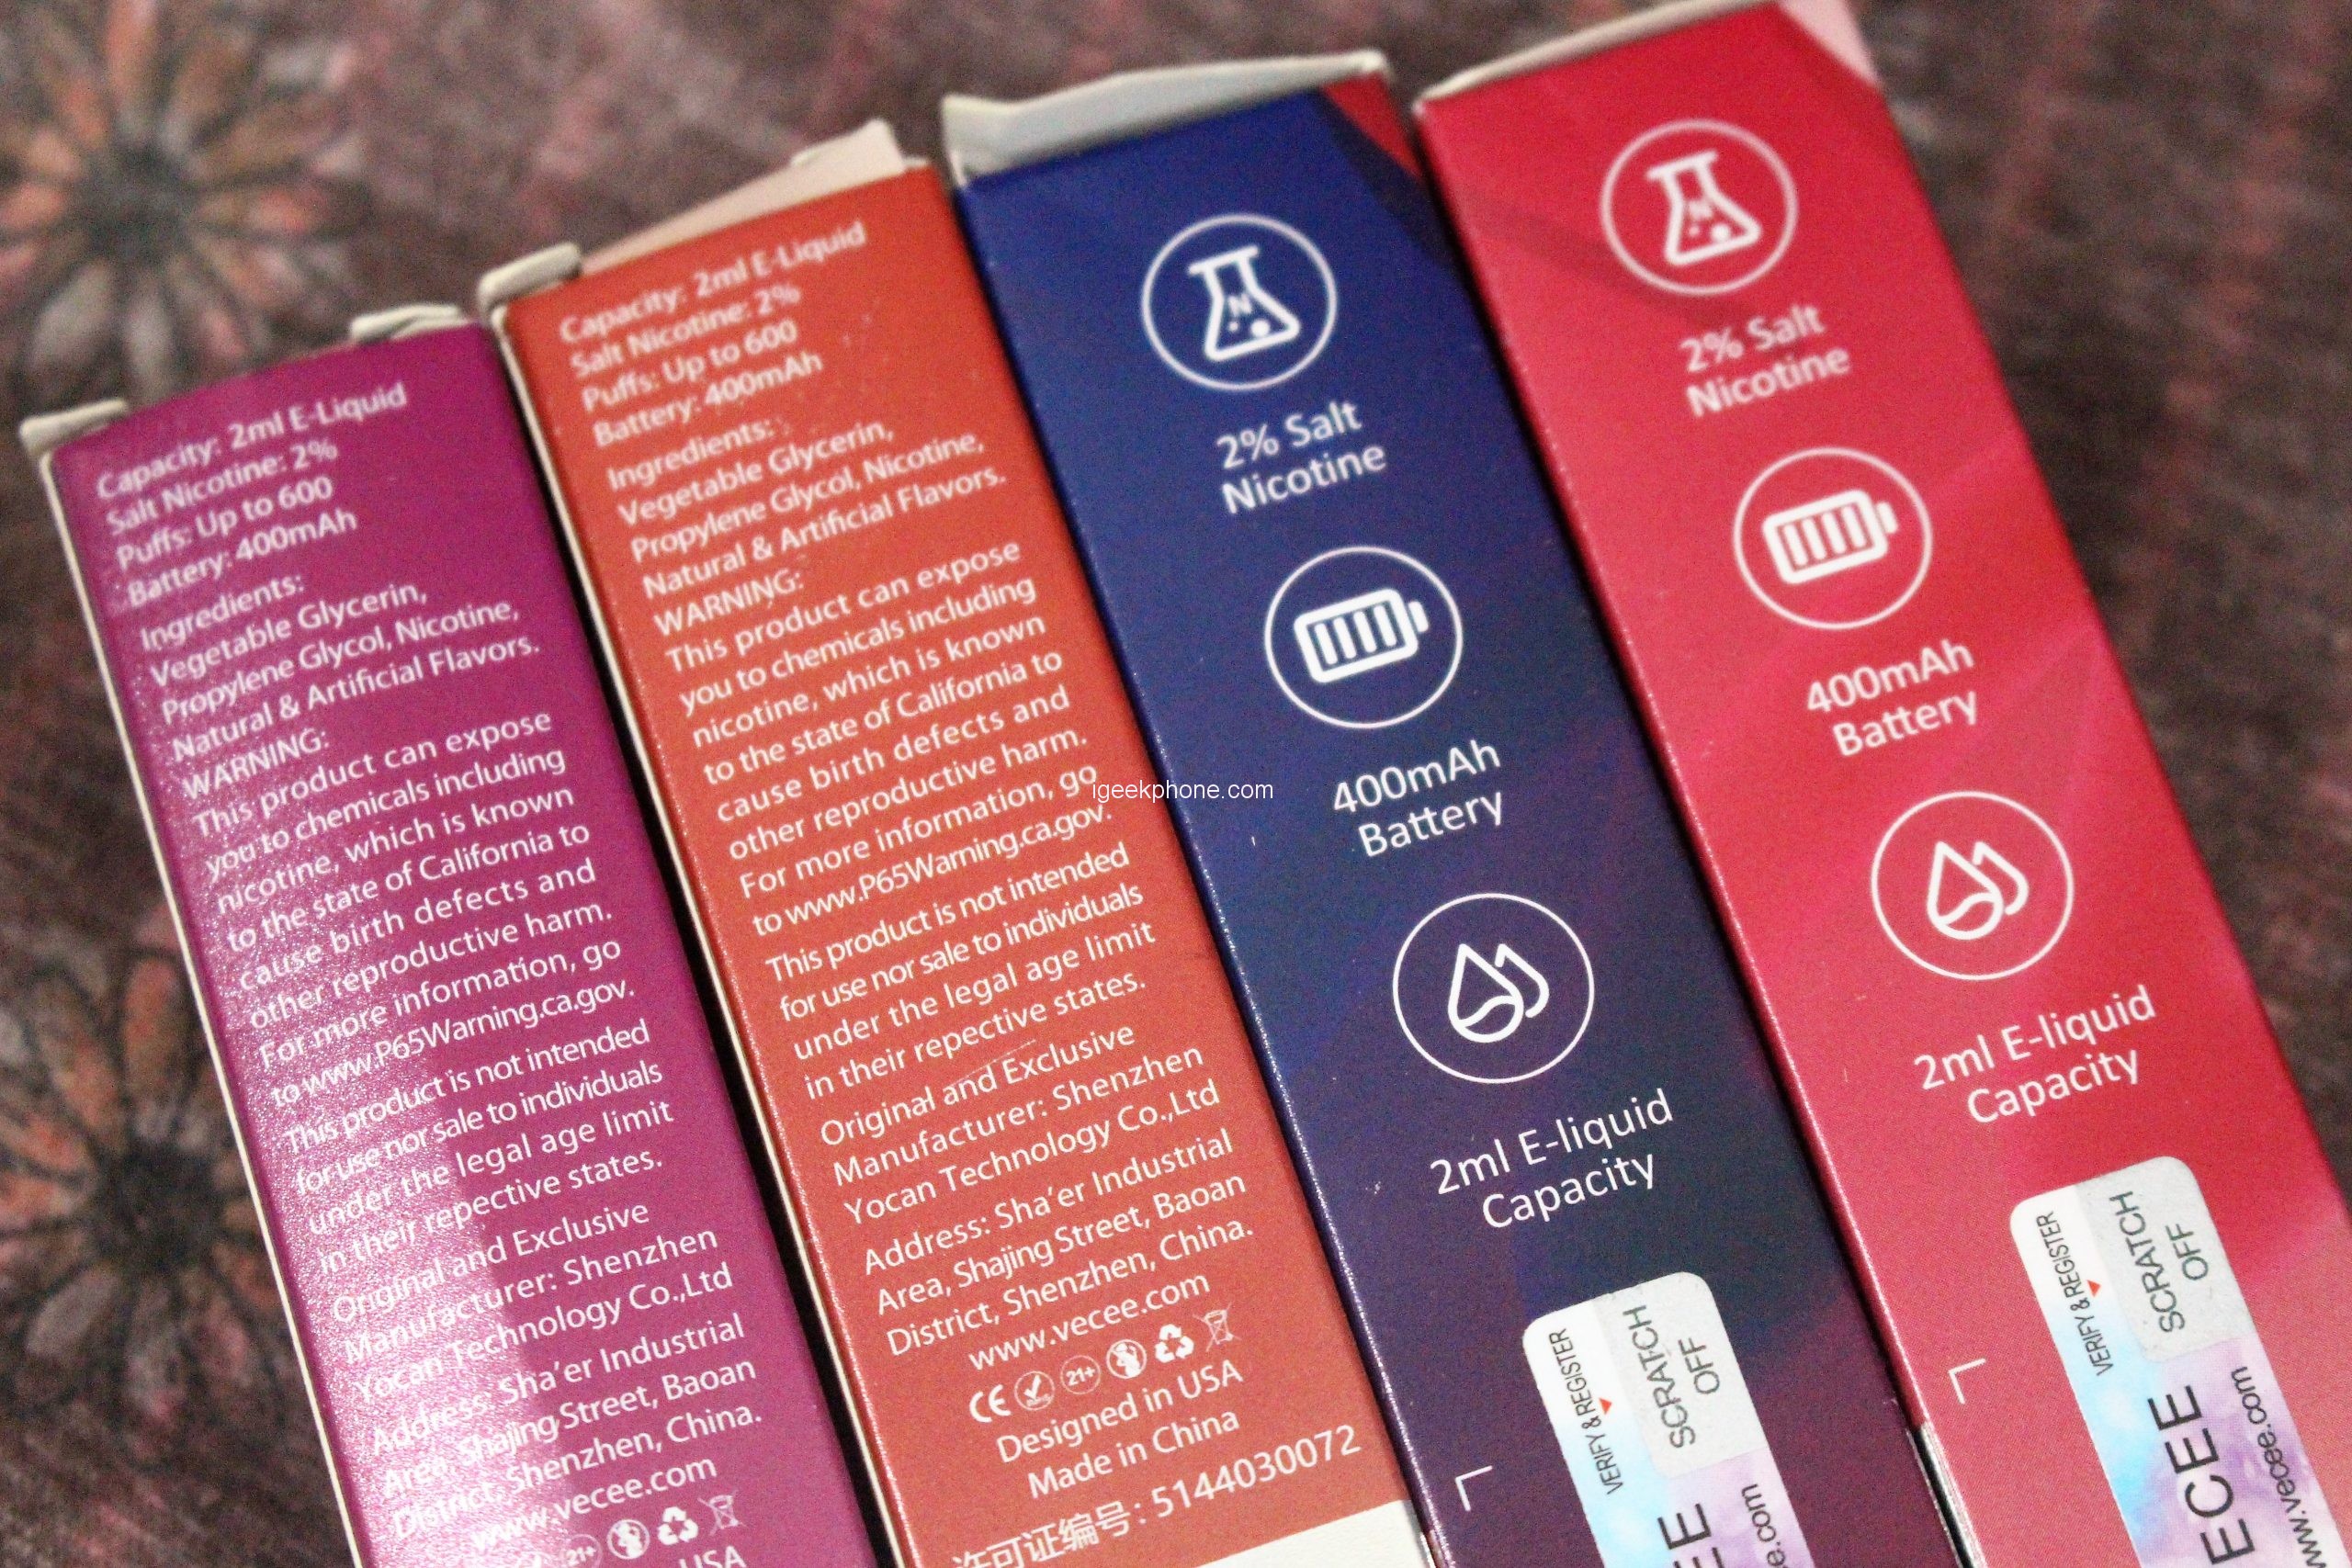 Capacity: 2ml E-Liquid
Salt Nicotine: 2%
Puffs: Up to 600
Battery: 400mAh
Ingredients:
Vegetable Glycerin,
Propylene Glycol, Nicotine,
Natural & Artificial Flavors.
WARNING:
This product can expose
you to chemicals including
nicotine, which is known
to the state of California to
cause birth defects and
other reproductive harm.
For more information, go
to www.P65Warning.ca.gov.
This product is not intended
for use nor sale to individuals
under the legal age limit
in their repective states.
Original and Exclusive
Manufacturer: Shenzhen
Yocan Technology Co.,Ltd
Address: Sha'er Industrial
Area, Shajing Street, Baoan
District, Shenzhen, China.
www.vecee.com
21+
USA
Capacity: 2ml E-Liquid
Salt Nicotine: 2%
Puffs: Up to 600
Battery: 400mAh
Ingredients:
Vegetable Glycerin,
Propylene Glycol, Nicotine,
Natural & Artificial Flavors.
WARNING:
This product can expose
you to chemicals including
nicotine, which is known
to the state of California to
cause birth defects and
other reproductive harm.
For more information, go
to www.P65Warning.ca.gov.
This product is not intended
for use nor sale to individuals
under the legal age limit
in their repective states.
Original and Exclusive
Manufacturer: Shenzhen
Yocan Technology Co.,Ltd
Address: Sha'er Industrial
Area, Shajing Street, Baoan
District, Shenzhen, China.
www.vecee.com
CE 21+
Designed in USA
Made in China
许可证编号: 5144030072
igeekphone.com
N
2% Salt
Nicotine
400mAh
Battery
2ml E-liquid
Capacity
VERIFY & REGISTER
SCRATCH
OFF
CEE
e.com
N
2% Salt
Nicotine
400mAh
Battery
2ml E-liquid
Capacity
VERIFY & REGISTER
SCRATCH
OFF
ECEE
www.vecee.com